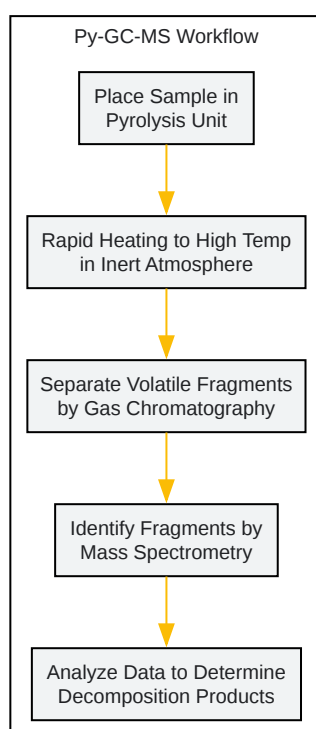 Py-GC-MS Workflow
Place Sample in
Pyrolysis Unit
Rapid Heating to High Temp
in Inert Atmosphere
Separate Volatile Fragments
by Gas Chromatography
Identify Fragments by
Mass Spectrometry
Analyze Data to Determine
Decomposition Products